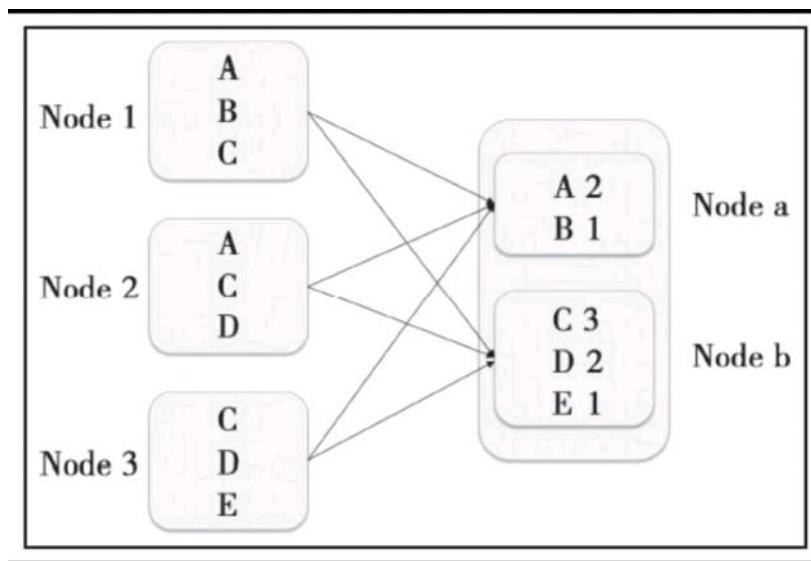 Node 1
A
B
C
Node 2
A
C
D
Node 3
C
D
E
A 2
B 1
Node a
C 3
D 2
E 1
Node b